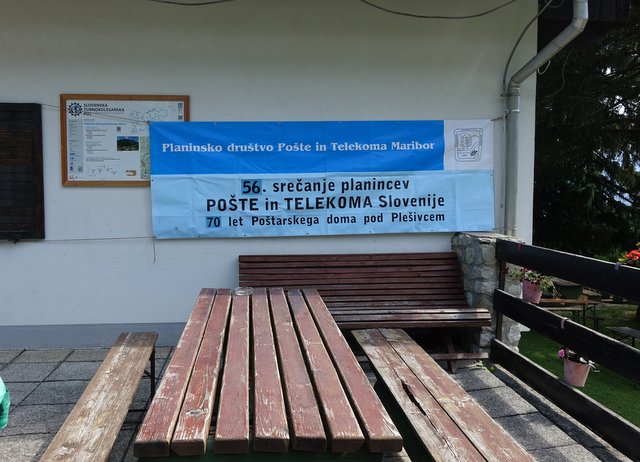 SLOVENSKA
TURNOKOLESARSKA
POT
Planinsko društvo Pošte in Telekoma Maribor
56. srečanje planincev
POŠTE in TELEKOMA Slovenije
70 let Poštarskega doma pod Plešivcem